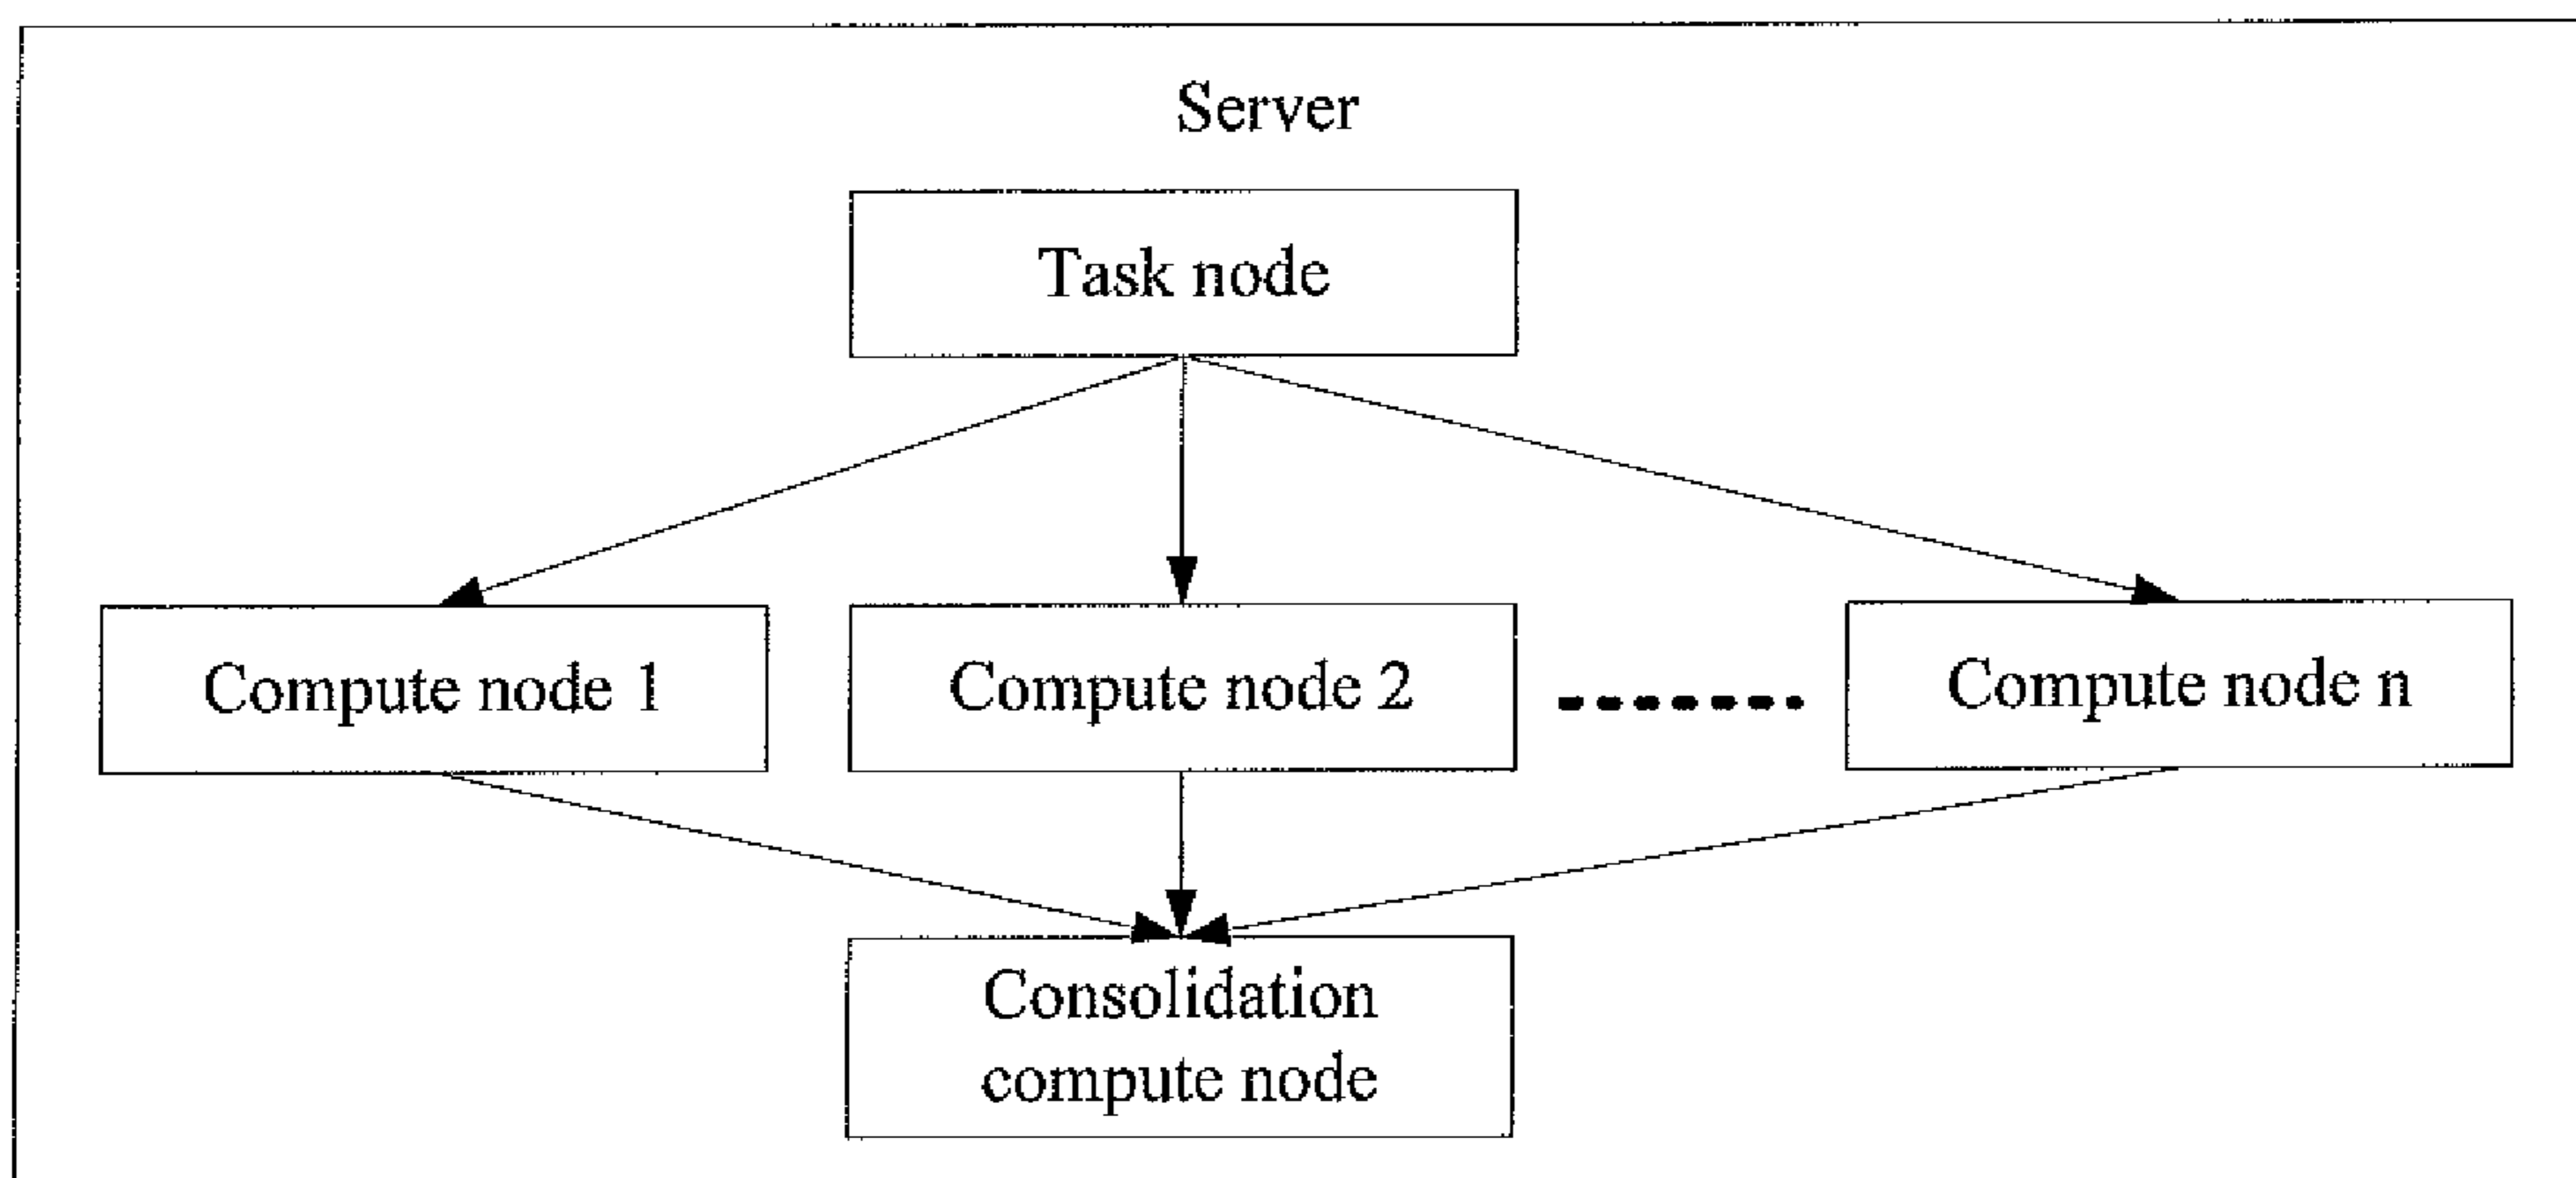 Server
Task node
Compute node 1
Compute node 2
Compute node n
Consolidation
compute node